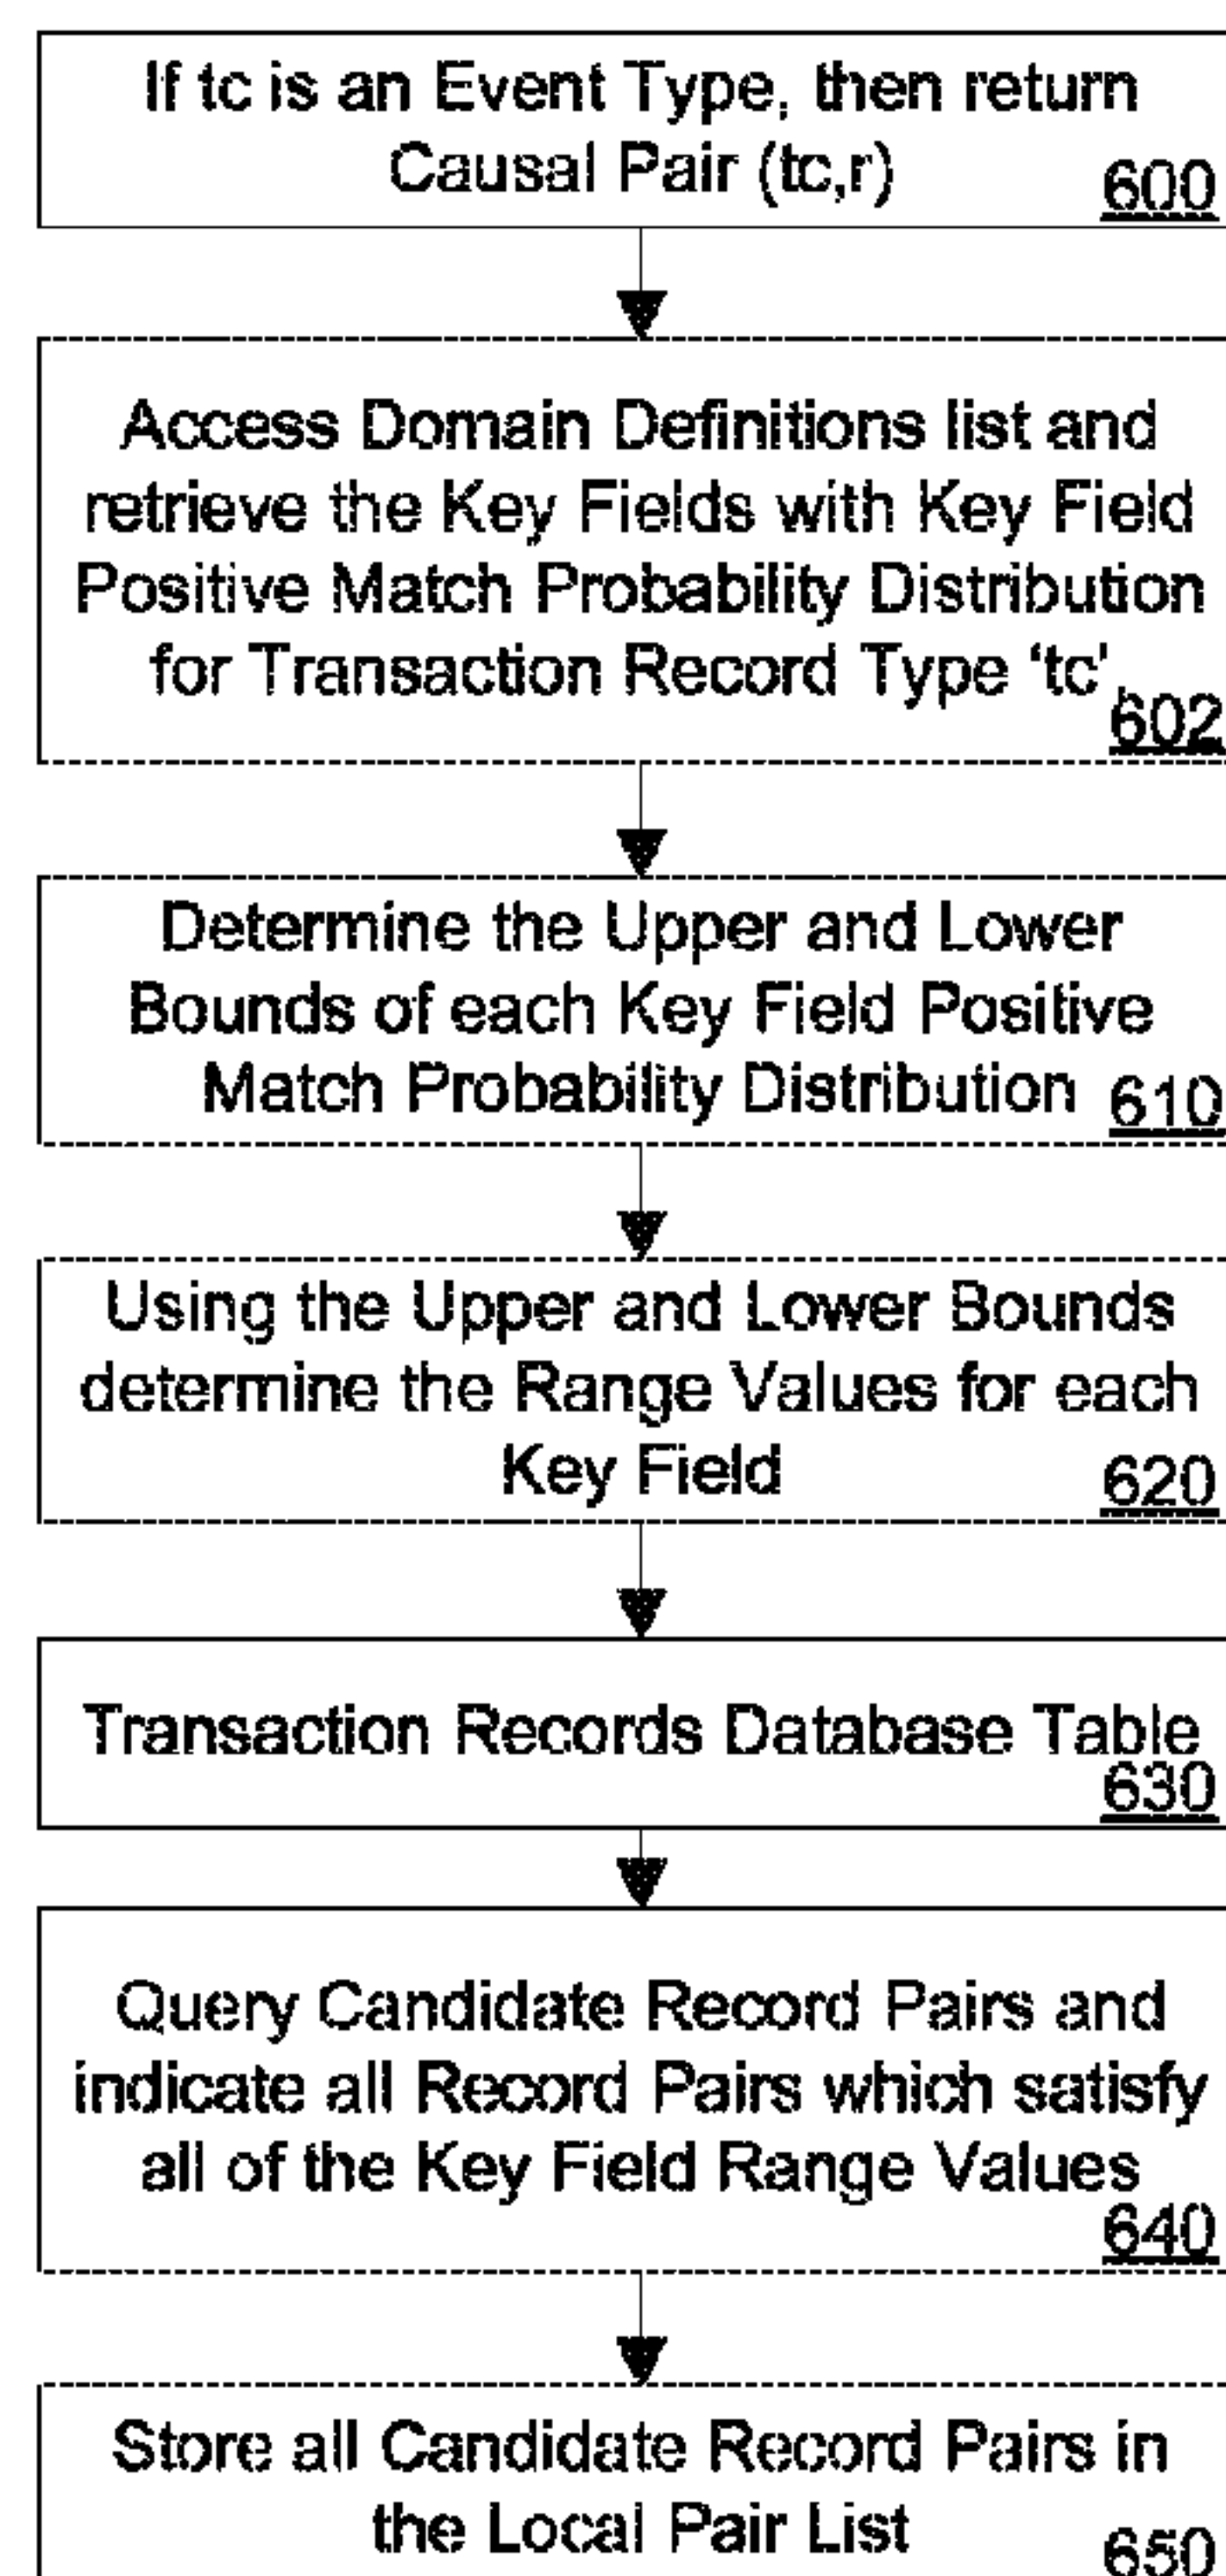 If tc is an Event Type, then return
Causal Pair (tc,r)
600
Access Domain Definitions list and
retrieve the Key Fields with Key Field
Positive Match Probability Distribution
for Transaction Record Type ‘tc’.
602
Determine the Upper and Lower
Bounds of each Key Field Positive
Match Probability Distribution
610
Using the Upper and Lower Bounds
determine the Range Values for each
Key Field
620
Transaction Records Database Table
630
Query Candidate Record Pairs and
indicate all Record Pairs which satisfy
all of the Key Field Range Values
640
Store all Candidate Record Pairs in
the Local Pair List
650